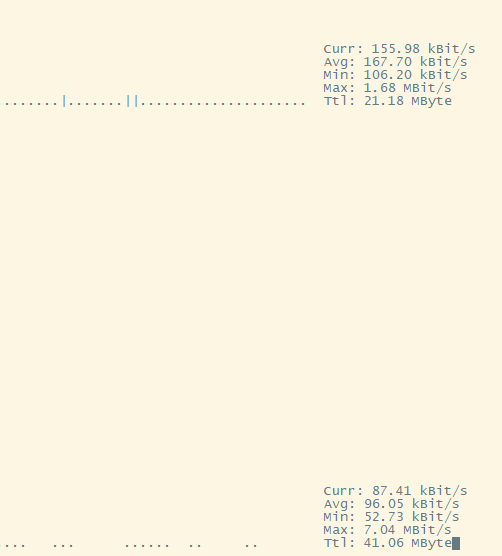 Curr: 155.98 kBit/s
Avg: 167.70 kBit/s
Min: 106.20 kBit/s
Max: 1.68 MBit/s
.......|.......||..................... Ttl: 21.18 MByte
Curr: 87.41 kBit/s
Avg: 96.05 kBit/s
Min: 52.73 kBit/s
Max: 7.04 MBit/s
...   ...      ......  ..     .. Ttl: 41.06 MByte